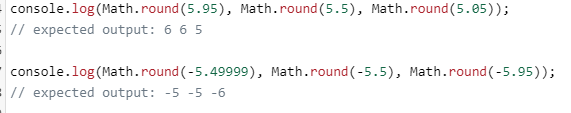 console.log(Math.round(5.95), Math.round(5.5), Math.round(5.05));
// expected output: 6 6 5
console.log(Math.round(-5.49999), Math.round(-5.5), Math.round(-5.95));
// expected output: -5 -5 -6